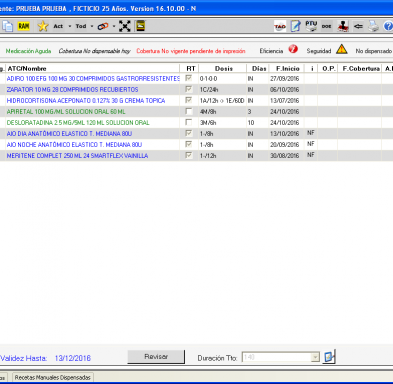 ente: PRUEBA PRUEBA , FICTICIO 25 Años. Version 16.10.00 - N
RAM Act Tod TAO PYU DOE
Medicación Aguda Cobertura No dispensable hoy Cobertura No vigente pendiente de impresión Eficiencia Seguridad No dispensado
g. ATC/Nombre RT Dosis Días F.Inicio i O.P. F.Cobertura A.
ADIRO 100 EFG 100 MG 30 COMPRIMIDOS GASTRORRESISTENTES 0-1-0-0 IN 27/09/2016
ZARATOR 10 MG 28 COMPRIMIDOS RECUBIERTOS 1C/24h IN 06/10/2016
HIDROCORTISONA ACEPONATO 0.127% 30 G CREMA TOPICA 1A/12h o 1E/60D IN 13/07/2016
APIRETAL 100 MG/ML SOLUCION ORAL 60 ML 4M/8h 3 24/10/2016
DESLORATADINA 2.5 MG/5ML 120 ML SOLUCION ORAL 3M/6h 10 24/10/2016
AIO DIA ANATÓMICO ELASTICO T. MEDIANA 80U 1-/8h IN 13/10/2016 NF
AIO NOCHE ANATÓMICO ELASTICO T. MEDIANA 80U 1-/8h IN 20/09/2016 NF
MERITENE COMPLET 250 ML 24 SMARTFLEX VAINILLA 1-/12h IN 30/08/2016 NF
Validez Hasta: 13/12/2016 Revisar Duración Tto:
os Recetas Manuales Dispensadas